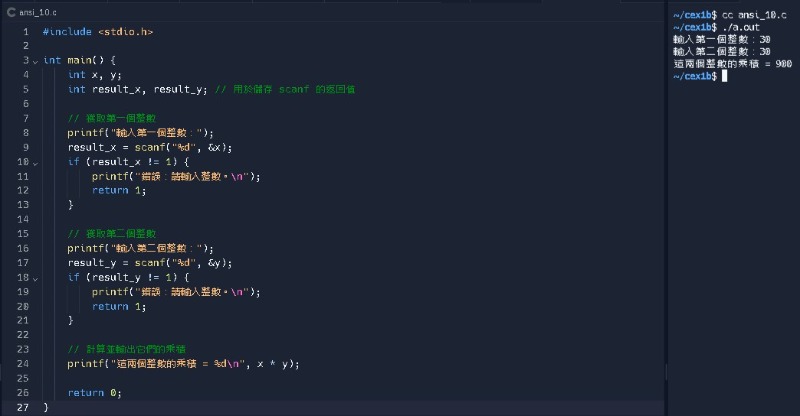 ansi_10.c
1 #include <stdio.h>
2
3 int main() {
4 int x, y;
5 int result_x, result_y; // 用於儲存 scanf 的返回值
6
7 // 獲取第一個整數
8 printf("輸入第一個整數：");
9 result_x = scanf("%d", &x);
10 if (result_x != 1) {
11 printf("錯誤：請輸入整數。\n");
12 return 1;
13 }
14
15 // 獲取第二個整數
16 printf("輸入第二個整數：");
17 result_y = scanf("%d", &y);
18 if (result_y != 1) {
19 printf("錯誤：請輸入整數。\n");
20 return 1;
21 }
22
23 // 計算並輸出它們的乘積
24 printf("這兩個整數的乘積 = %d\n", x * y);
25
26 return 0;
27 }
~/cexib$ cc ansi_10.c
~/cexib$ ./a.out
輸入第一個整數：30
輸入第二個整數：30
這兩個整數的乘積 = 900
~/cexib$